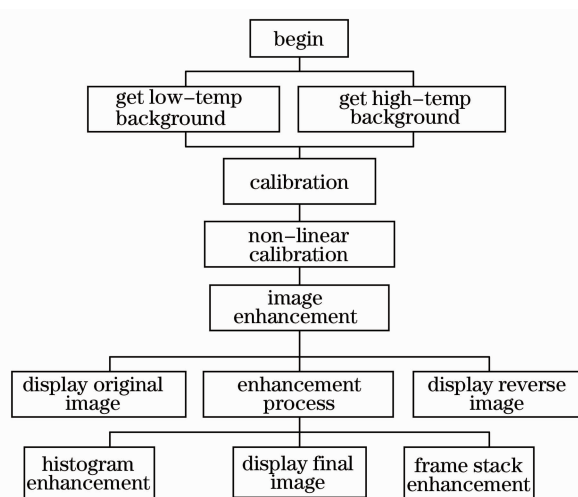 begin
get low-temp
background
get high-temp
background
calibration
non-linear
calibration
image
enhancement
display original
image
enhancement
process
display reverse
image
histogram
enhancement
display final
image
frame stack
enhancement